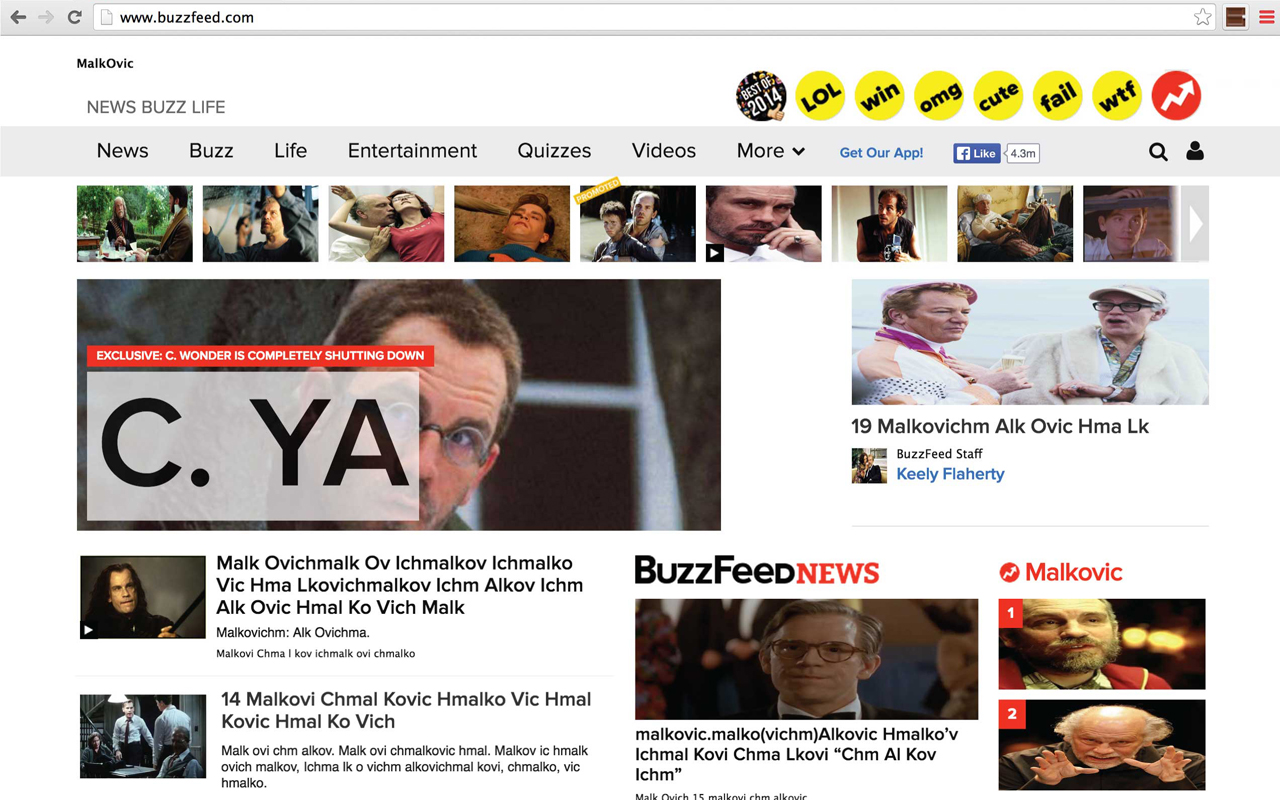 www.buzzfeed.com
MalkOvic
BEST OF 2014
LOL
win
omg
cute
fail
wtf
NEWS BUZZ LIFE
News Buzz Life Entertainment Quizzes Videos More Get Our App! Like 4.3m
PROMOTED
EXCLUSIVE: C. WONDER IS COMPLETELY SHUTTING DOWN
C. YA
19 Malkovichm Alk Ovic Hma Lk
BuzzFeed Staff
Keely Flaherty
Malk Ovichmalk Ov Ichmalkov Ichmalko
Vic Hma Lkovichmalkov Ichm Alkov Ichm
Alk Ovic Hmal Ko Vich Malk
Malkovichm: Alk Ovichma.
Malkovi Chma l kov ichmalk ovi chmalko
14 Malkovi Chmal Kovic Hmalko Vic Hmal
Kovic Hmal Ko Vich
Malk ovi chm alkov. Malk ovi chmalkovic hmal. Malkov ic hmalk
ovich malkov, Ichma lk o vichm alkovichmal kovi, chmalko, vic
hmalko.
BUZZFEED NEWS
malkovic.malko(vichm)Alkovic Hmalko’v
Ichmal Kovi Chma Lkovi “Chm Al Kov
Ichm”
Malk Ovich 15 malkovi chm alkovic
Malkovic
1
2